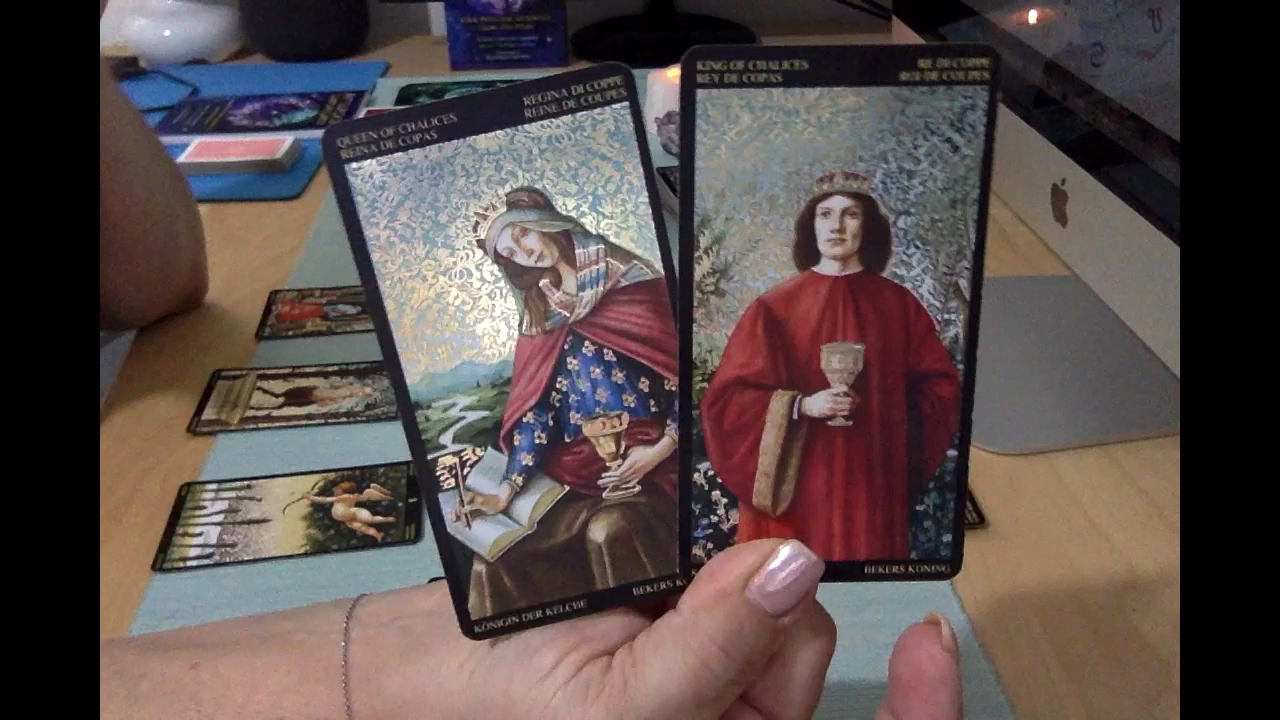 QUEEN OF CHALICES
REINA DE COPAS
REGINA DI COPPE
REINE DE COUPES
KÖNIGIN DER KELCHE
BEKERS
KING OF CHALICES
REY DE COPAS
RE DI COPPE
ROI DE COUPES
BEKERS KONING